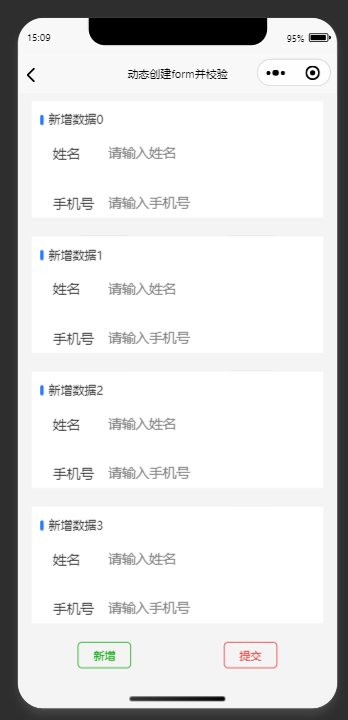 15:09 95%
动态创建form并校验
新增数据0
姓名 请输入姓名
手机号 请输入手机号
新增数据1
姓名 请输入姓名
手机号 请输入手机号
新增数据2
姓名 请输入姓名
手机号 请输入手机号
新增数据3
姓名 请输入姓名
手机号 请输入手机号
新增 提交